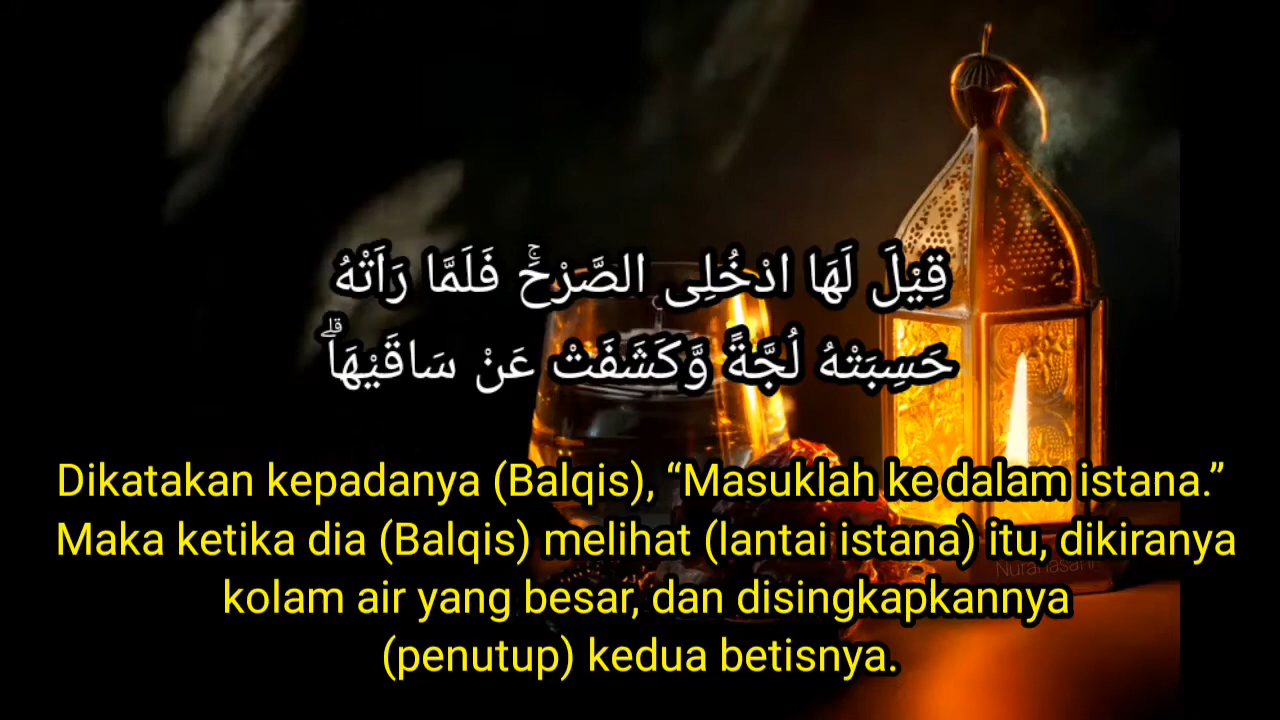 قِيْلَ لَهَا ادْخُلِى الصَّرْحَۚ فَلَمَّا رَاَتْهُ
حَسِبَتْهُ لُجَّةً وَّكَشَفَتْ عَنْ سَاقَيْهَاۗ
Dikatakan kepadanya (Balqis), “Masuklah ke dalam istana.”
Maka ketika dia (Balqis) melihat (lantai istana) itu, dikiranya
kolam air yang besar, dan disingkapkannya
(penutup) kedua betisnya.